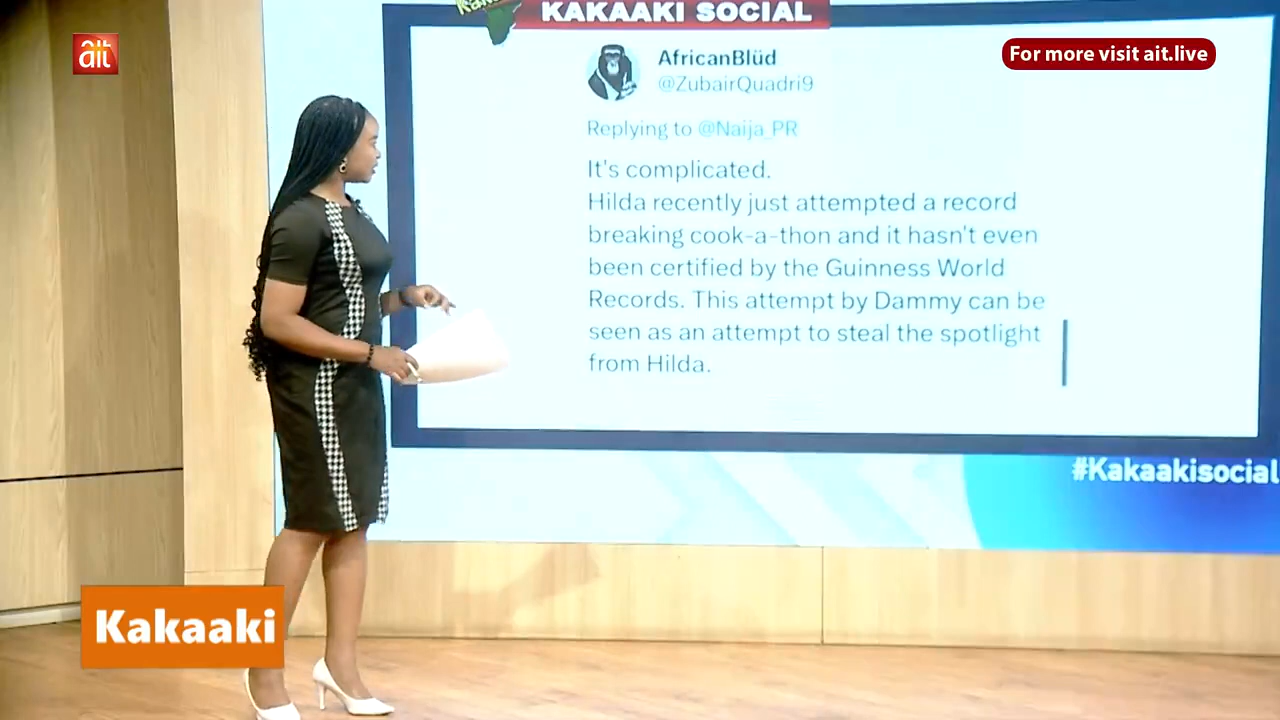 KAKAAKI SOCIAL
ait
For more visit ait.live
AfricanBlüd
@ZubairQuadri9
Replying to @Naija_PR
It's complicated.
Hilda recently just attempted a record
breaking cook-a-thon and it hasn't even
been certified by the Guinness World
Records. This attempt by Dammy can be
seen as an attempt to steal the spotlight
from Hilda.
#Kakaakisocial
Kakaaki